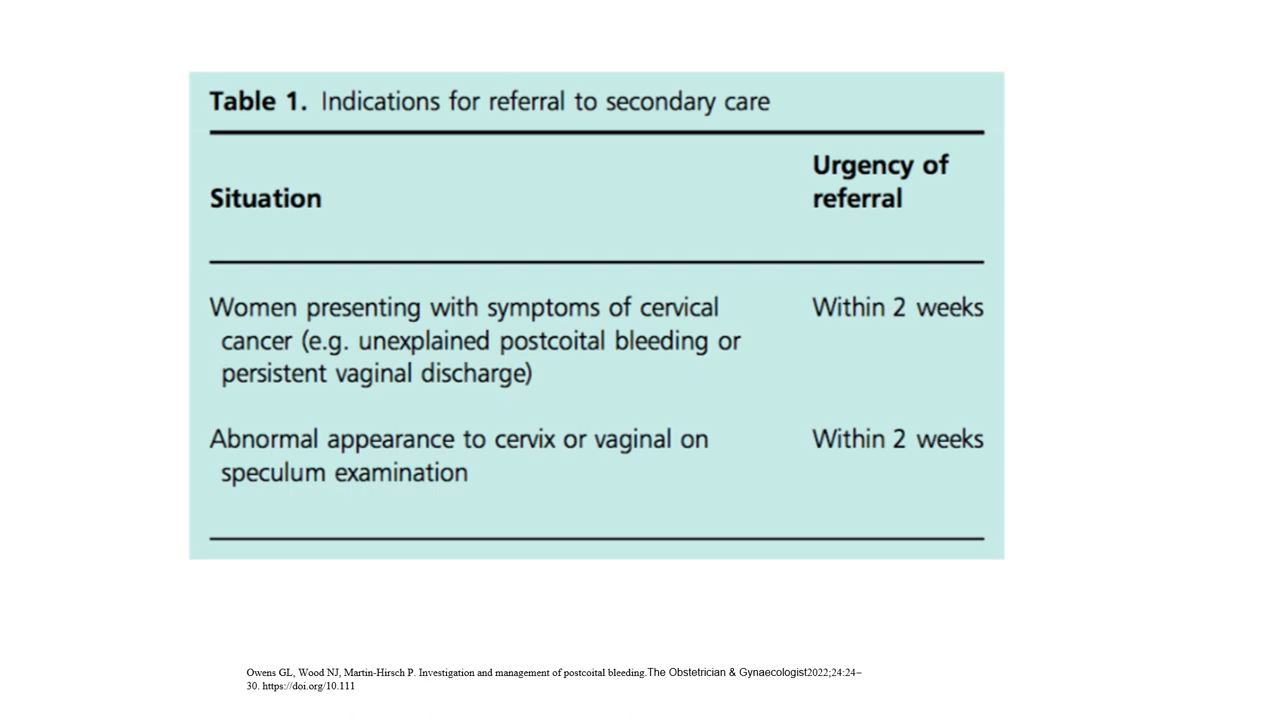 Table 1. Indications for referral to secondary care
Urgency of
referral
Situation
Women presenting with symptoms of cervical Within 2 weeks
cancer (e.g. unexplained postcoital bleeding or
persistent vaginal discharge)
Abnormal appearance to cervix or vaginal on Within 2 weeks
speculum examination
Owens GL, Wood NJ, Martin-Hirsch P. Investigation and management of postcoital bleeding.The Obstetrician & Gynaecologist2022;24:24–
30. https://doi.org/10.111